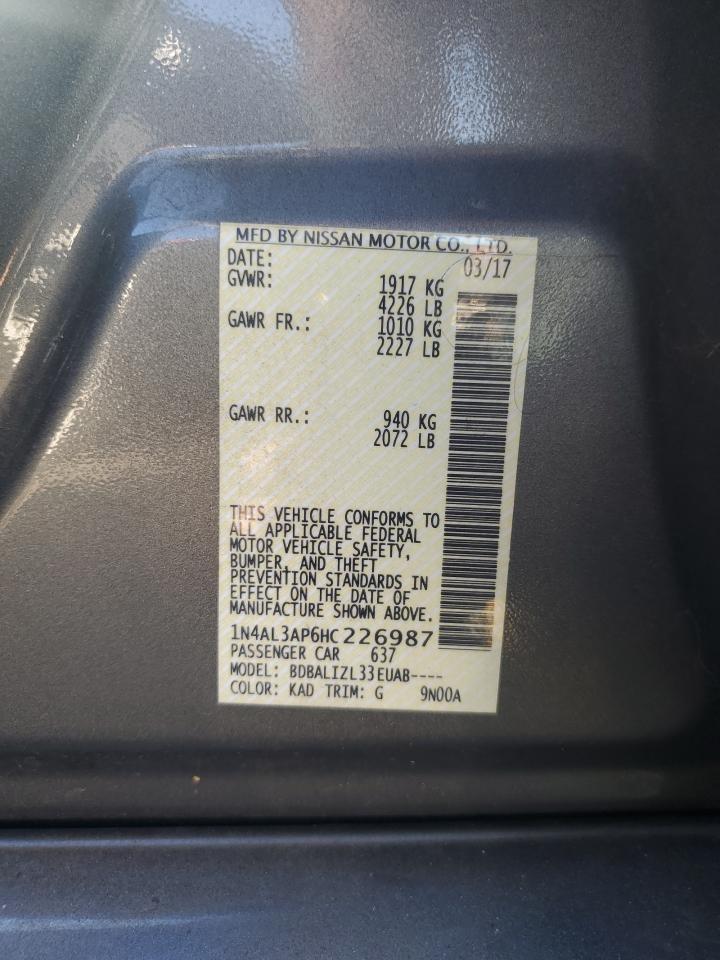 MFD BY NISSAN MOTOR CO., LTD.
DATE: 03/17
GVWR: 1917 KG
4226 LB
GAWR FR.: 1010 KG
2227 LB
GAWR RR.: 940 KG
2072 LB
THIS VEHICLE CONFORMS TO
ALL APPLICABLE FEDERAL
MOTOR VEHICLE SAFETY,
BUMPER, AND THEFT
PREVENTION STANDARDS IN
EFFECT ON THE DATE OF
MANUFACTURE SHOWN ABOVE.
1N4AL3AP6HC226987
PASSENGER CAR 637
MODEL: BDBALIZL33EUAB----
COLOR: KAD TRIM: G 9N00A